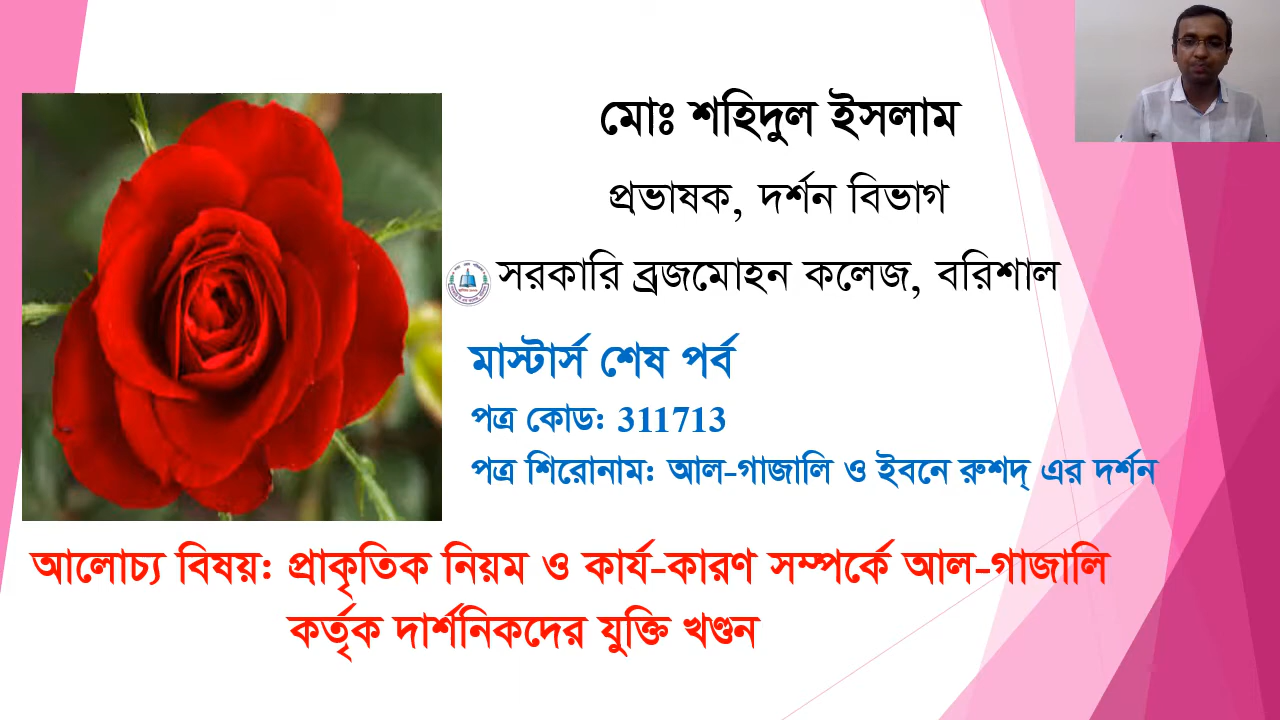 মোঃ শহিদুল ইসলাম
প্রভাষক, দর্শন বিভাগ
সরকারি ব্রজমোহন কলেজ, বরিশাল
মাস্টার্স শেষ পর্ব
পত্র কোড: 311713
পত্র শিরোনাম: আল-গাজালি ও ইবনে রুশদ্ এর দর্শন
আলোচ্য বিষয়: প্রাকৃতিক নিয়ম ও কার্য-কারণ সম্পর্কে আল-গাজালি
কর্তৃক দার্শনিকদের যুক্তি খণ্ডন